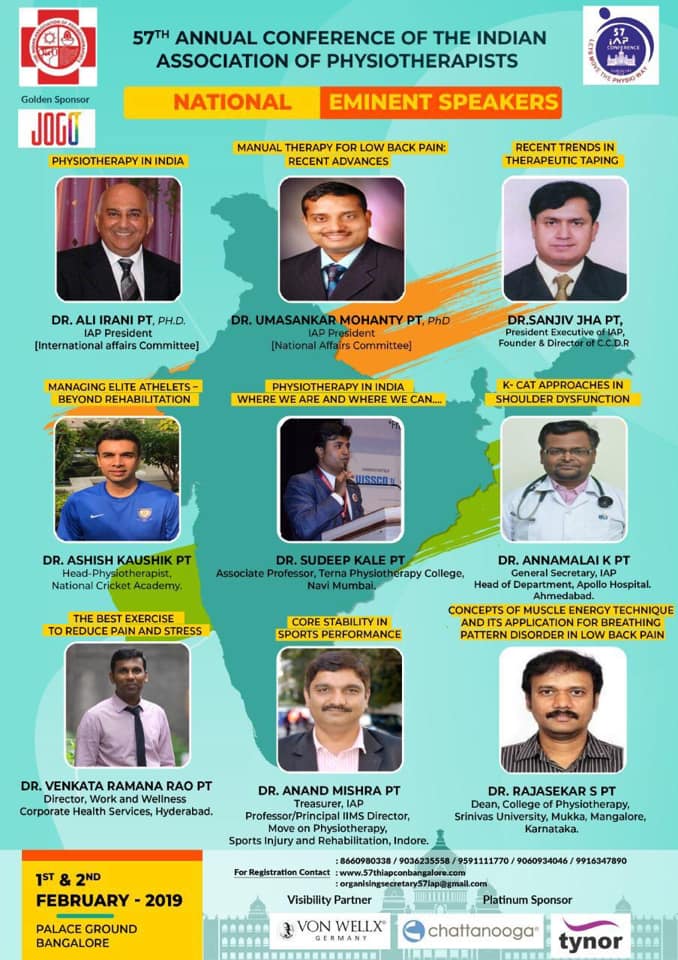 57TH ANNUAL CONFERENCE OF THE INDIAN
ASSOCIATION OF PHYSIOTHERAPISTS
57
IAP
CONFERENCE
LETS MOVE THE PHYSIO WAY
Golden Sponsor
JOGO
NATIONAL EMINENT SPEAKERS
PHYSIOTHERAPY IN INDIA
DR. ALI IRANI PT, PH.D.
IAP President
[International affairs Committee]
MANUAL THERAPY FOR LOW BACK PAIN:
RECENT ADVANCES
DR. UMASANKAR MOHANTY PT, PhD
IAP President
[National Affairs Committee]
RECENT TRENDS IN
THERAPEUTIC TAPING
DR.SANJIV JHA PT,
President Executive of IAP,
Founder & Director of C.C.D.R
MANAGING ELITE ATHELETS –
BEYOND REHABILITATION
DR. ASHISH KAUSHIK PT
Head-Physiotherapist,
National Cricket Academy.
PHYSIOTHERAPY IN INDIA
WHERE WE ARE AND WHERE WE CAN....
UISSCO
DR. SUDEEP KALE PT
Associate Professor, Terna Physiotherapy College,
Navi Mumbai.
K- CAT APPROACHES IN
SHOULDER DYSFUNCTION
DR. ANNAMALAI K PT
General Secretary, IAP
Head of Department, Apollo Hospital.
Ahmedabad.
THE BEST EXERCISE
TO REDUCE PAIN AND STRESS
DR. VENKATA RAMANA RAO PT
Director, Work and Wellness
Corporate Health Services, Hyderabad.
CORE STABILITY IN
SPORTS PERFORMANCE
DR. ANAND MISHRA PT
Treasurer, IAP
Professor/Principal IIMS Director,
Move on Physiotherapy,
Sports Injury and Rehabilitation, Indore.
CONCEPTS OF MUSCLE ENERGY TECHNIQUE
AND ITS APPLICATION FOR BREATHING
PATTERN DISORDER IN LOW BACK PAIN
DR. RAJASEKAR S PT
Dean, College of Physiotherapy,
Srinivas University, Mukka, Mangalore,
Karnataka.
1ST & 2ND
FEBRUARY - 2019
PALACE GROUND
BANGALORE
: 8660980338 / 9036235558 / 9591111770 / 9060934046 / 9916347890
For Registration Contact : www.57thiapconbangalore.com
: organisingsecretary57iap@gmail.com
Visibility Partner
VON WELLX®
GERMANY
Platinum Sponsor
chattanooga®
tynor